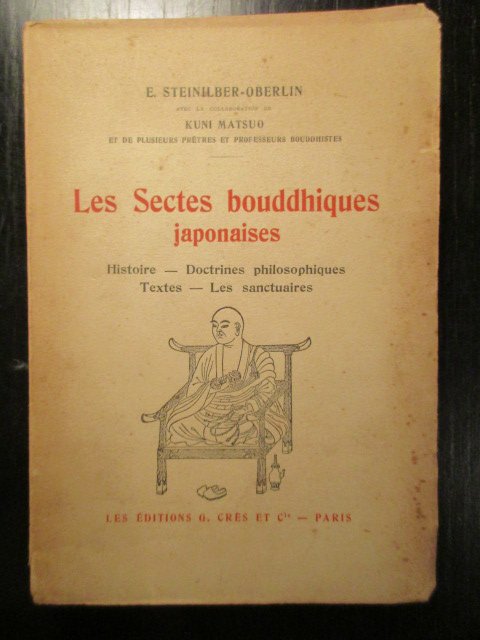 E. STEINILBER-OBERLIN
AVEC LA COLLABORATION DE
KUNI MATSUO
ET DE PLUSIEURS PRÊTRES ET PROFESSEURS BOUDDHISTES
Les Sectes bouddhiques
japonaises
Histoire — Doctrines philosophiques
Textes — Les sanctuaires
LES ÉDITIONS G. CRÈS ET Cie — PARIS